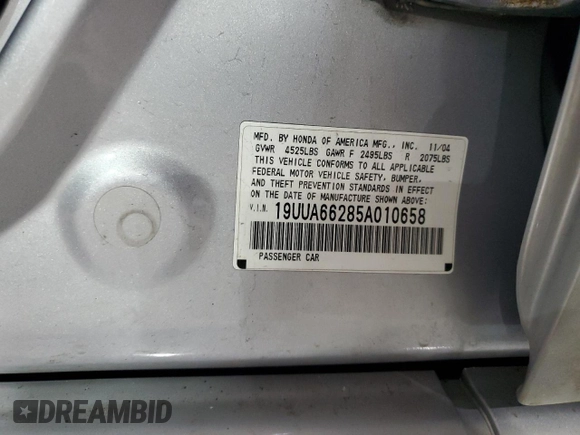 MFD. BY HONDA OF AMERICA MFG., INC. 11/04
GVWR 4525LBS GAWR F 2495LBS R 2075LBS
THIS VEHICLE CONFORMS TO ALL APPLICABLE
FEDERAL MOTOR VEHICLE SAFETY, BUMPER,
AND THEFT PREVENTION STANDARDS IN EFFECT
ON THE DATE OF MANUFACTURE SHOWN ABOVE:
V.I.N. 19UUA66285A010658
PASSENGER CAR
DREAMBID